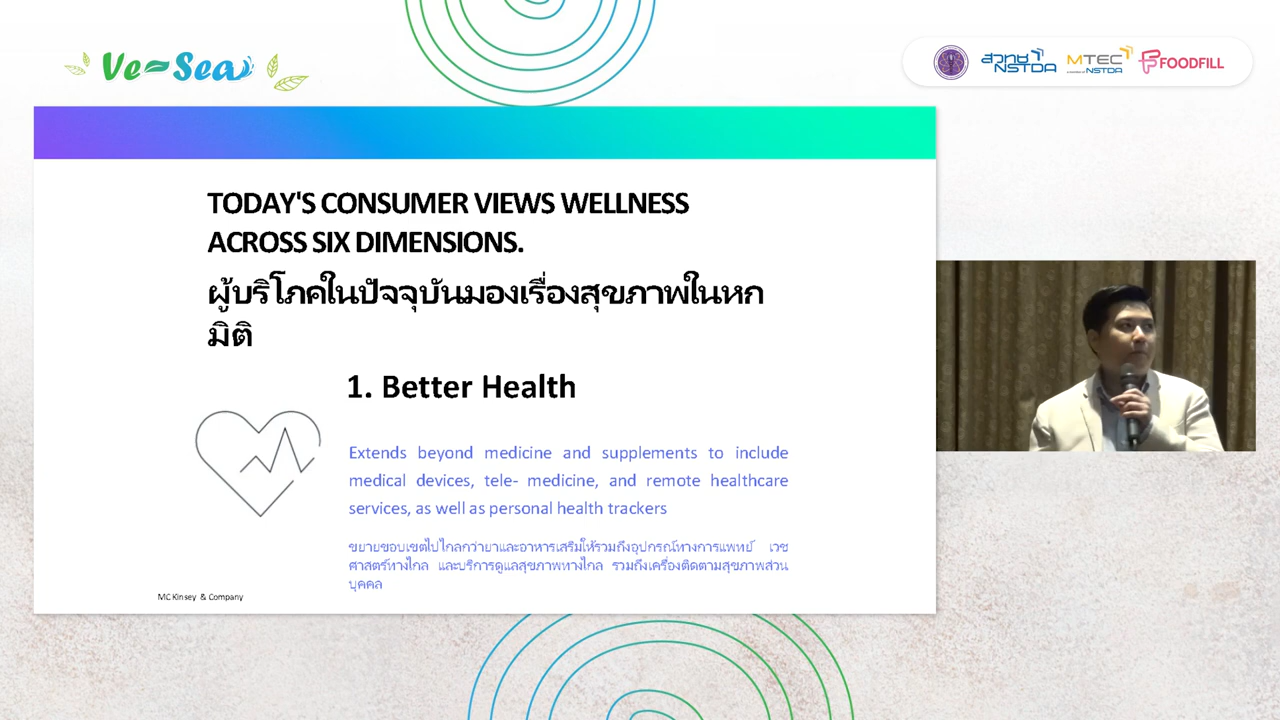 Ve-Sea
สวทช
NSTDA
MTEC
a member of NSTDA
FOODFILL
TODAY'S CONSUMER VIEWS WELLNESS
ACROSS SIX DIMENSIONS.
ผู้บริโภคในปัจจุบันมองเรื่องสุขภาพในหก
มิติ
1. Better Health
Extends beyond medicine and supplements to include
medical devices, tele- medicine, and remote healthcare
services, as well as personal health trackers
ขยายขอบเขตไปไกลกว่ายาและอาหารเสริมให้รวมถึงอุปกรณ์ทางการแพทย์ เวช
ศาสตร์ทางไกล และบริการดูแลสุขภาพทางไกล รวมถึงเครื่องติดตามสุขภาพส่วน
บุคคล
MC Kinsey & Company